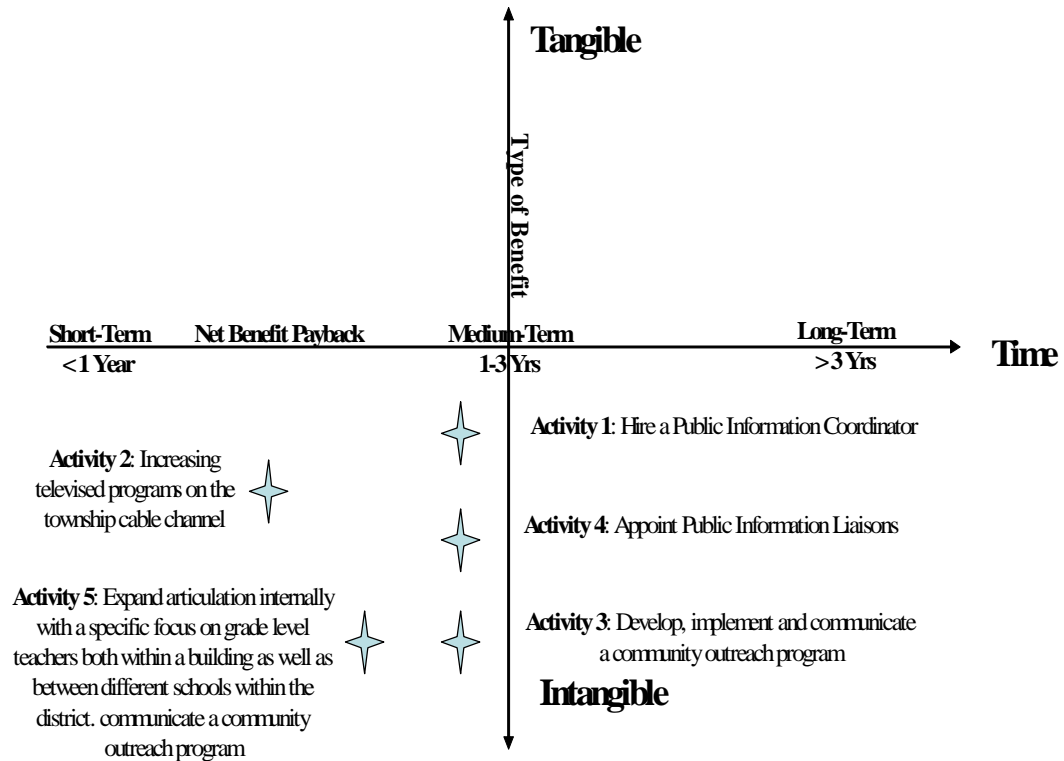 Tangible
Type of Benefit
Short-Term
Net Benefit Payback
Medium-Term
Long-Term
< 1 Year
1-3 Yrs
> 3 Yrs
Time
Activity 1: Hire a Public Information Coordinator
Activity 2: Increasing
televised programs on the
township cable channel
Activity 4: Appoint Public Information Liaisons
Activity 5: Expand articulation internally
with a specific focus on grade level
teachers both within a building as well as
between different schools within the
district. communicate a community
outreach program
Activity 3: Develop, implement and communicate
a community outreach program
Intangible